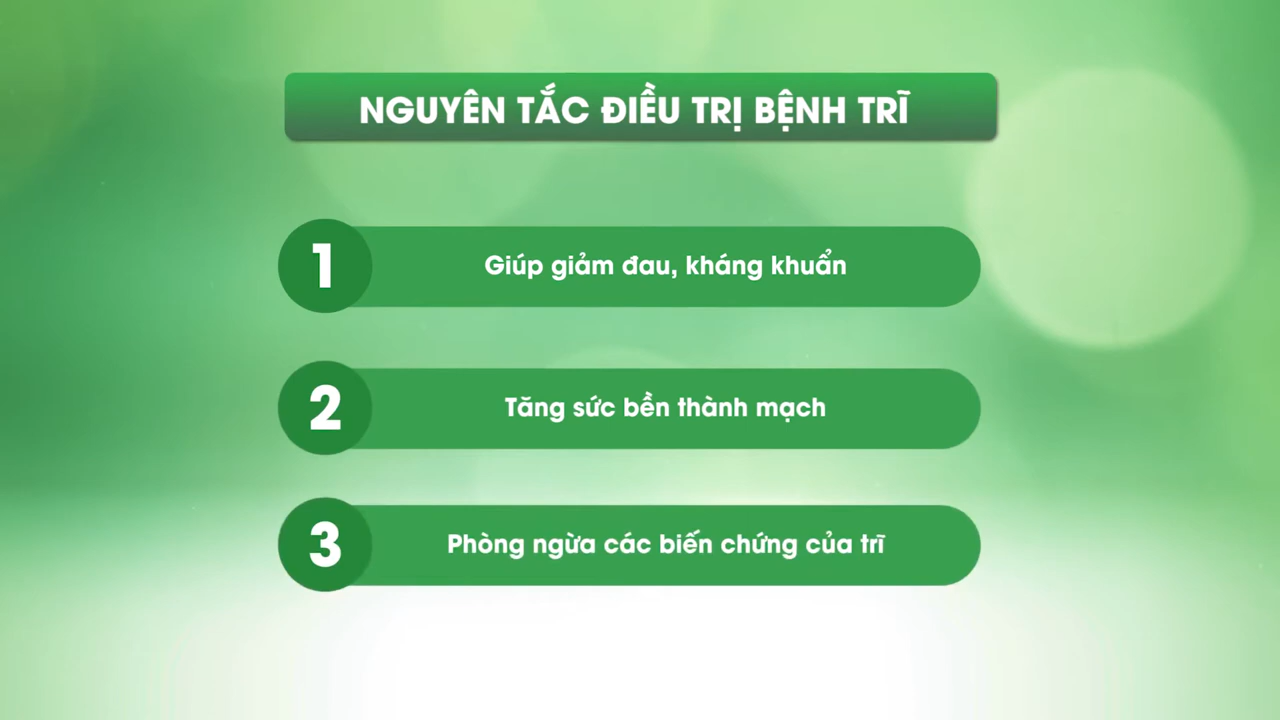 NGUYÊN TẮC ĐIỀU TRỊ BỆNH TRĨ
1 Giúp giảm đau, kháng khuẩn
2 Tăng sức bền thành mạch
3 Phòng ngừa các biến chứng của trĩ